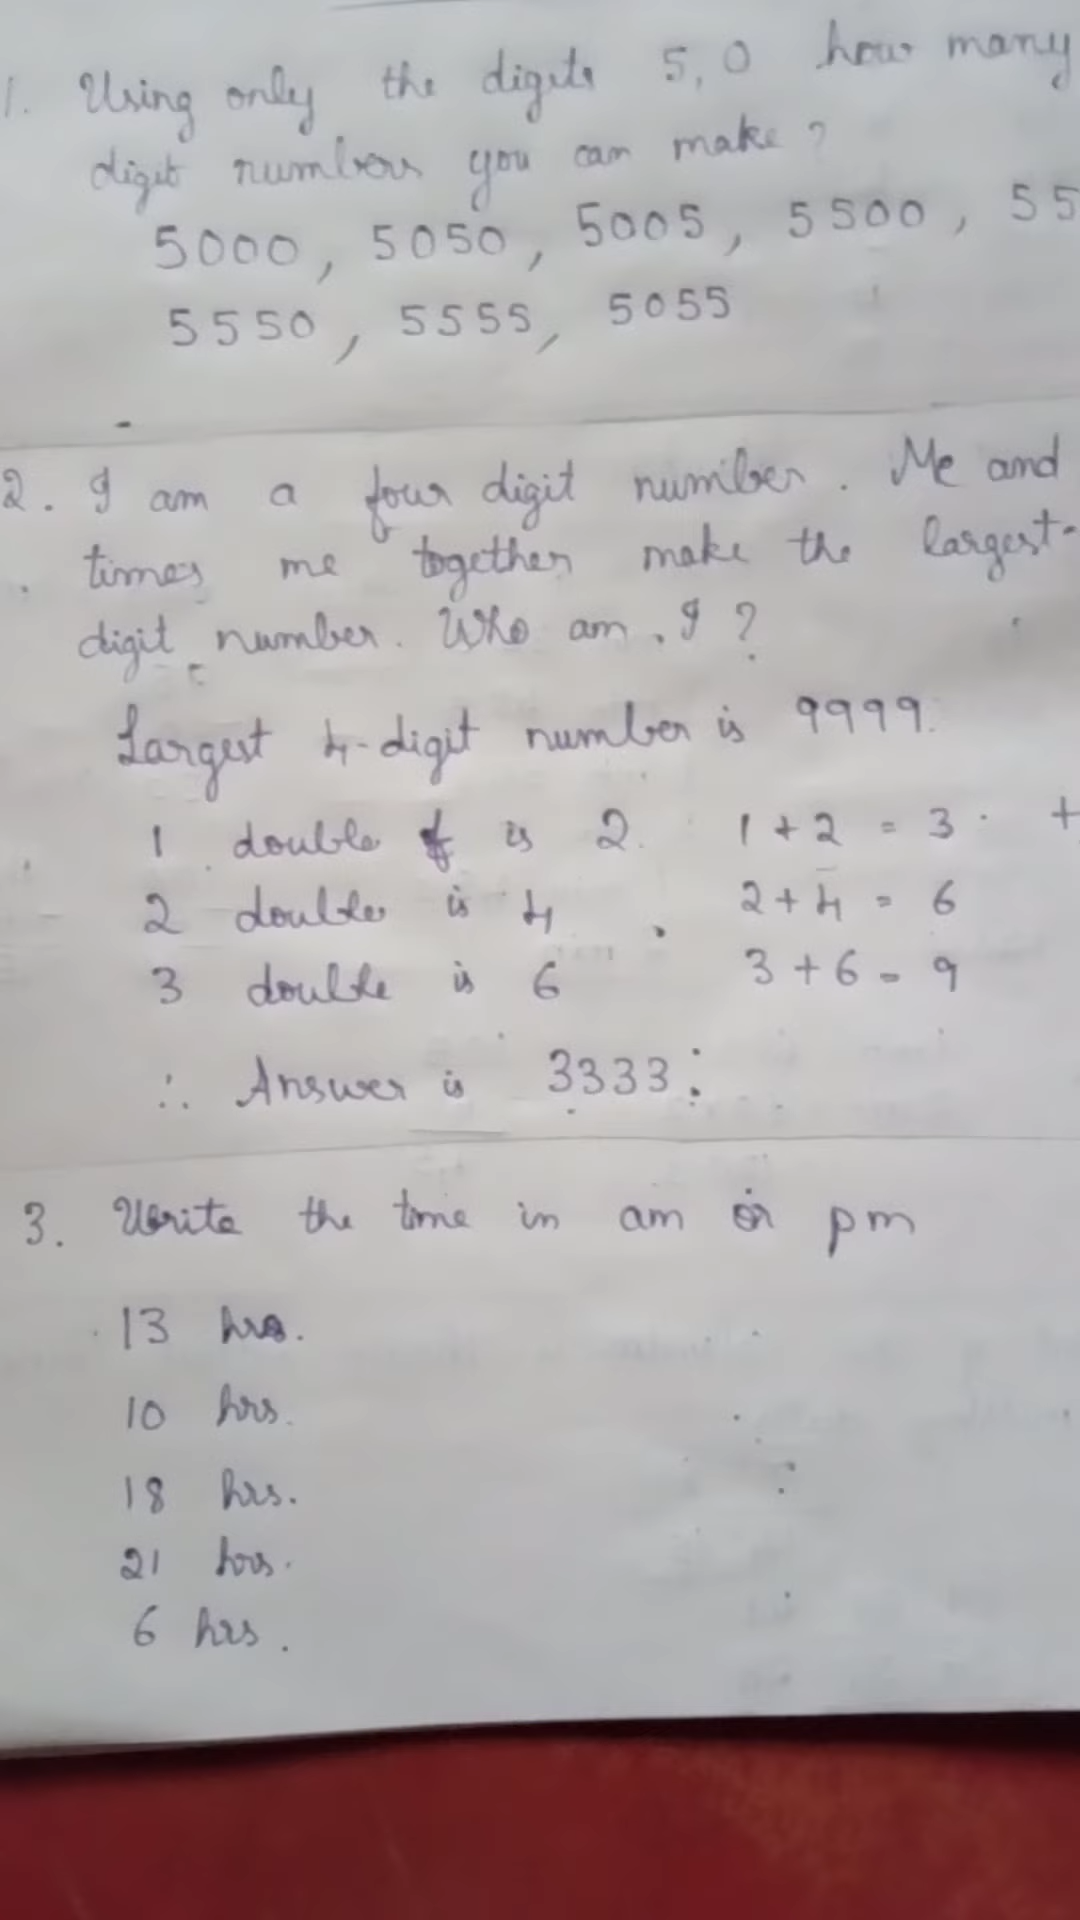 1. Using only the digits 5, 0 how many
digit numbers you can make ?
5000, 5050, 5005, 5500, 55
5550, 5555, 5055
2. I am a four digit number. Me and
times me together make the largest-
digit number. Who am I ?
Largest 4-digit number is 9999.
1 double is 2. 1 + 2 = 3. +
2 double is 4 2 + 4 = 6
3 double is 6 3 + 6 = 9
∴ Answer is 3333.
3. Write the time in am or pm
13 hrs.
10 hrs.
18 hrs.
21 hrs.
6 hrs.